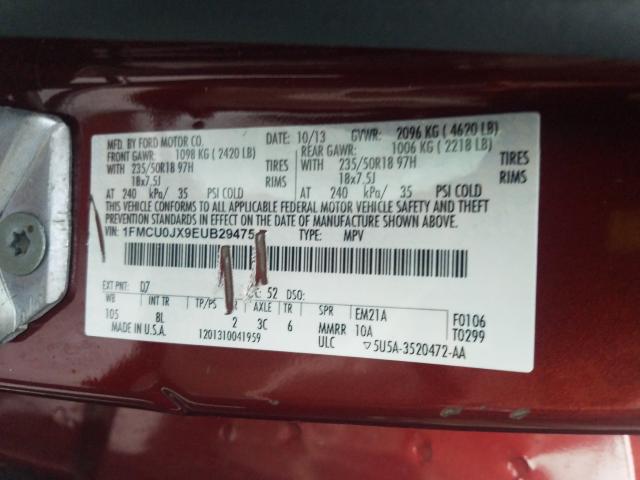 MFD. BY FORD MOTOR CO. 10/13 GVWR: 2096 KG ( 4620 LB)
FRONT GAWR: 1098 KG ( 2420 LB) REAR GAWR: 1006 KG ( 2218 LB)
WITH 235/50R18 97H TIRES WITH 235/50R18 97H TIRES
18x7.5J RIMS 18x7.5J RIMS
AT 240 kPa/ 35 PSI COLD AT 240 kPa/ 35 PSI COLD
THIS VEHICLE CONFORMS TO ALL APPLICABLE FEDERAL MOTOR VEHICLE SAFETY AND THEFT
PREVENTION STANDARDS IN EFFECT ON THE DATE OF MANUFACTURE SHOWN ABOVE.
VIN: 1FMCU0JX9EUB29475 TYPE: MPV
EXT PNT: D7 52 DSO:
WB INT TR TP/PS R AXLE TR SPR EM21A F0106
105 8L 2 3C 6 MMRR 10A T0299
MADE IN U.S.A. 1201310041959 ULC 5U5A-3520472-AA